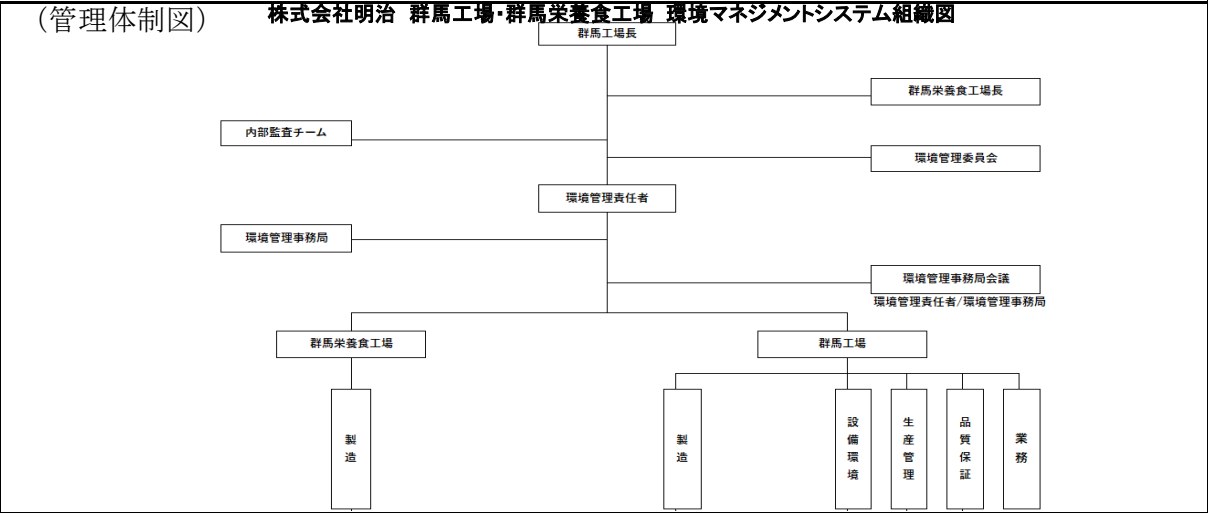 (管理体制図)
株式会社明治 群馬工場・群馬栄養食工場 環境マネジメントシステム組織図
群馬工場長
群馬栄養食工場長
内部監査チーム
環境管理委員会
環境管理責任者
環境管理事務局
環境管理事務局会議
環境管理責任者/環境管理事務局
群馬栄養食工場
群馬工場
製造
製造
設備環境
生産管理
品質保証
業務